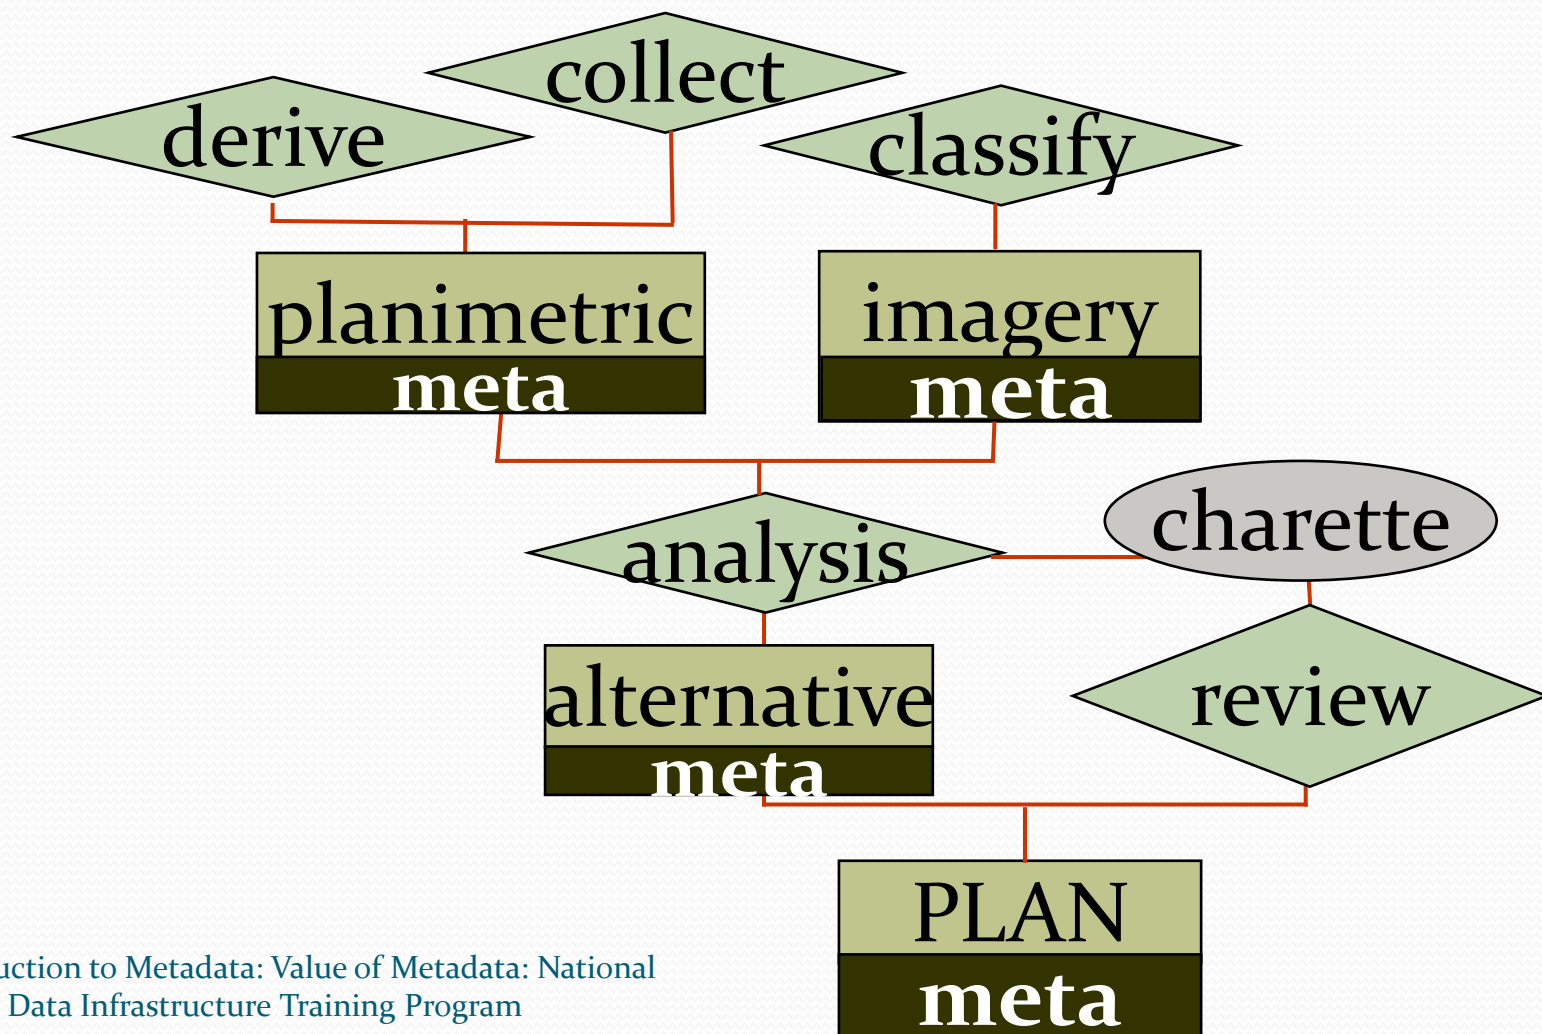 collect
derive
classify
planimetric
meta
imagery
meta
analysis
charette
alternative
meta
review
PLAN
meta
to Metadata: Value of Metadata: National
Data Infrastructure Training Program